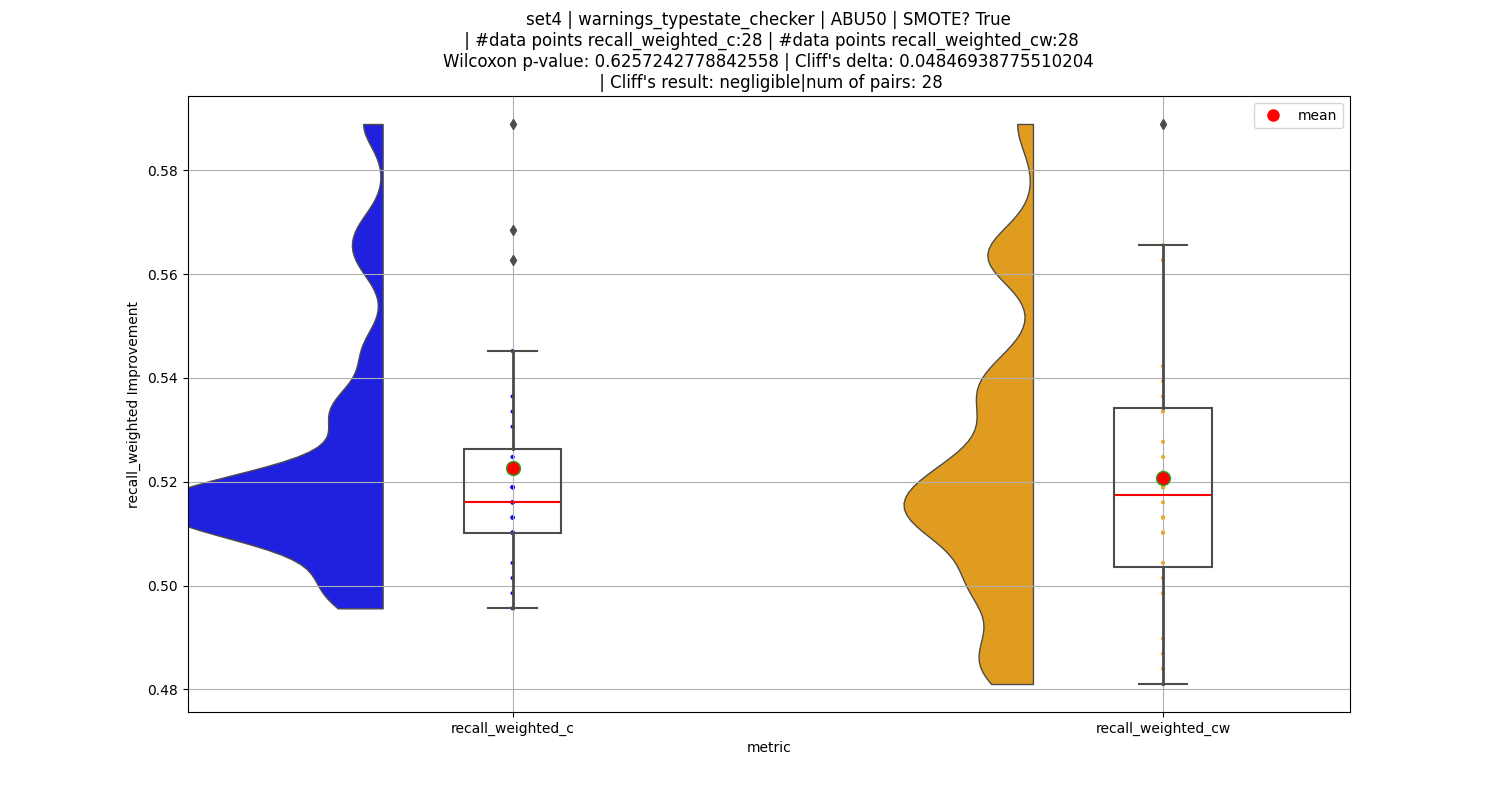 set4 | warnings_typestate_checker | ABU50 | SMOTE? True
| #data points recall_weighted_c:28 | #data points recall_weighted_cw:28
Wilcoxon p-value: 0.6257242778842558 | Cliff's delta: 0.04846938775510204
| Cliff's result: negligible|num of pairs: 28
mean
0.58
0.56
0.54
0.52
0.50
0.48
recall_weighted Improvement
recall_weighted_c
recall_weighted_cw
metric